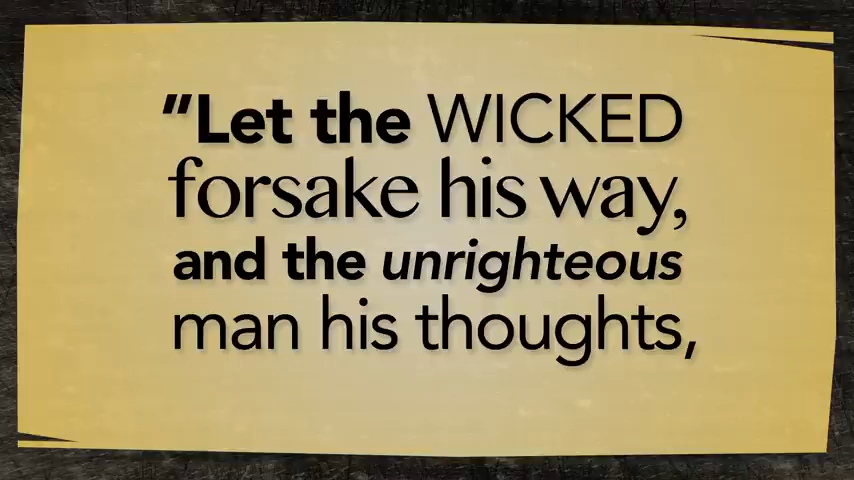 "Let the WICKED
forsake his way,
and the unrighteous
man his thoughts,